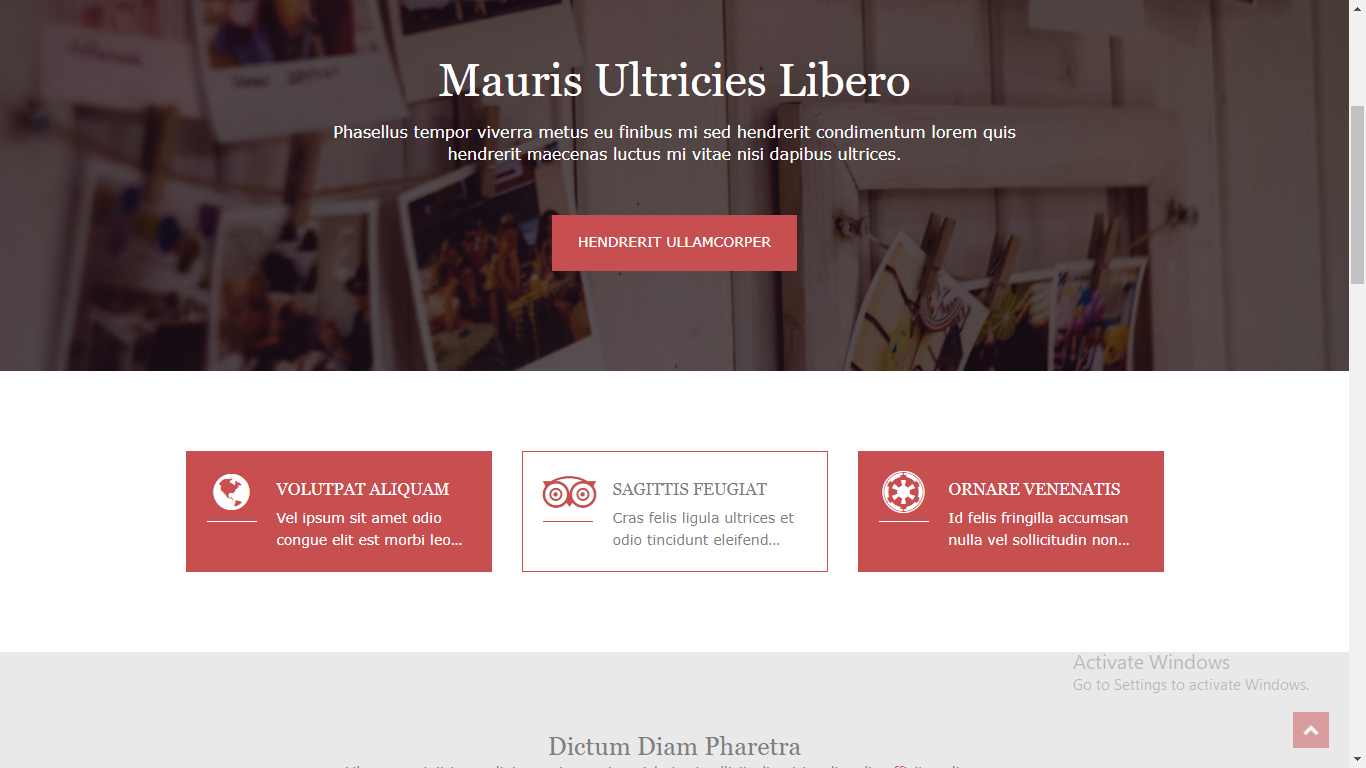 Mauris Ultricies Libero
Phasellus tempor viverra metus eu finibus mi sed hendrerit condimentum lorem quis
hendrerit maecenas luctus mi vitae nisi dapibus ultrices.
HENDRERIT ULLAMCORPER
VOLUTPAT ALIQUAM
Vel ipsum sit amet odio
congue elit est morbi leo...
SAGITTIS FEUGIAT
Cras felis ligula ultrices et
odio tincidunt eleifend...
ORNARE VENENATIS
Id felis fringilla accumsan
nulla vel sollicitudin non...
Activate Windows
Go to Settings to activate Windows.
Dictum Diam Pharetra